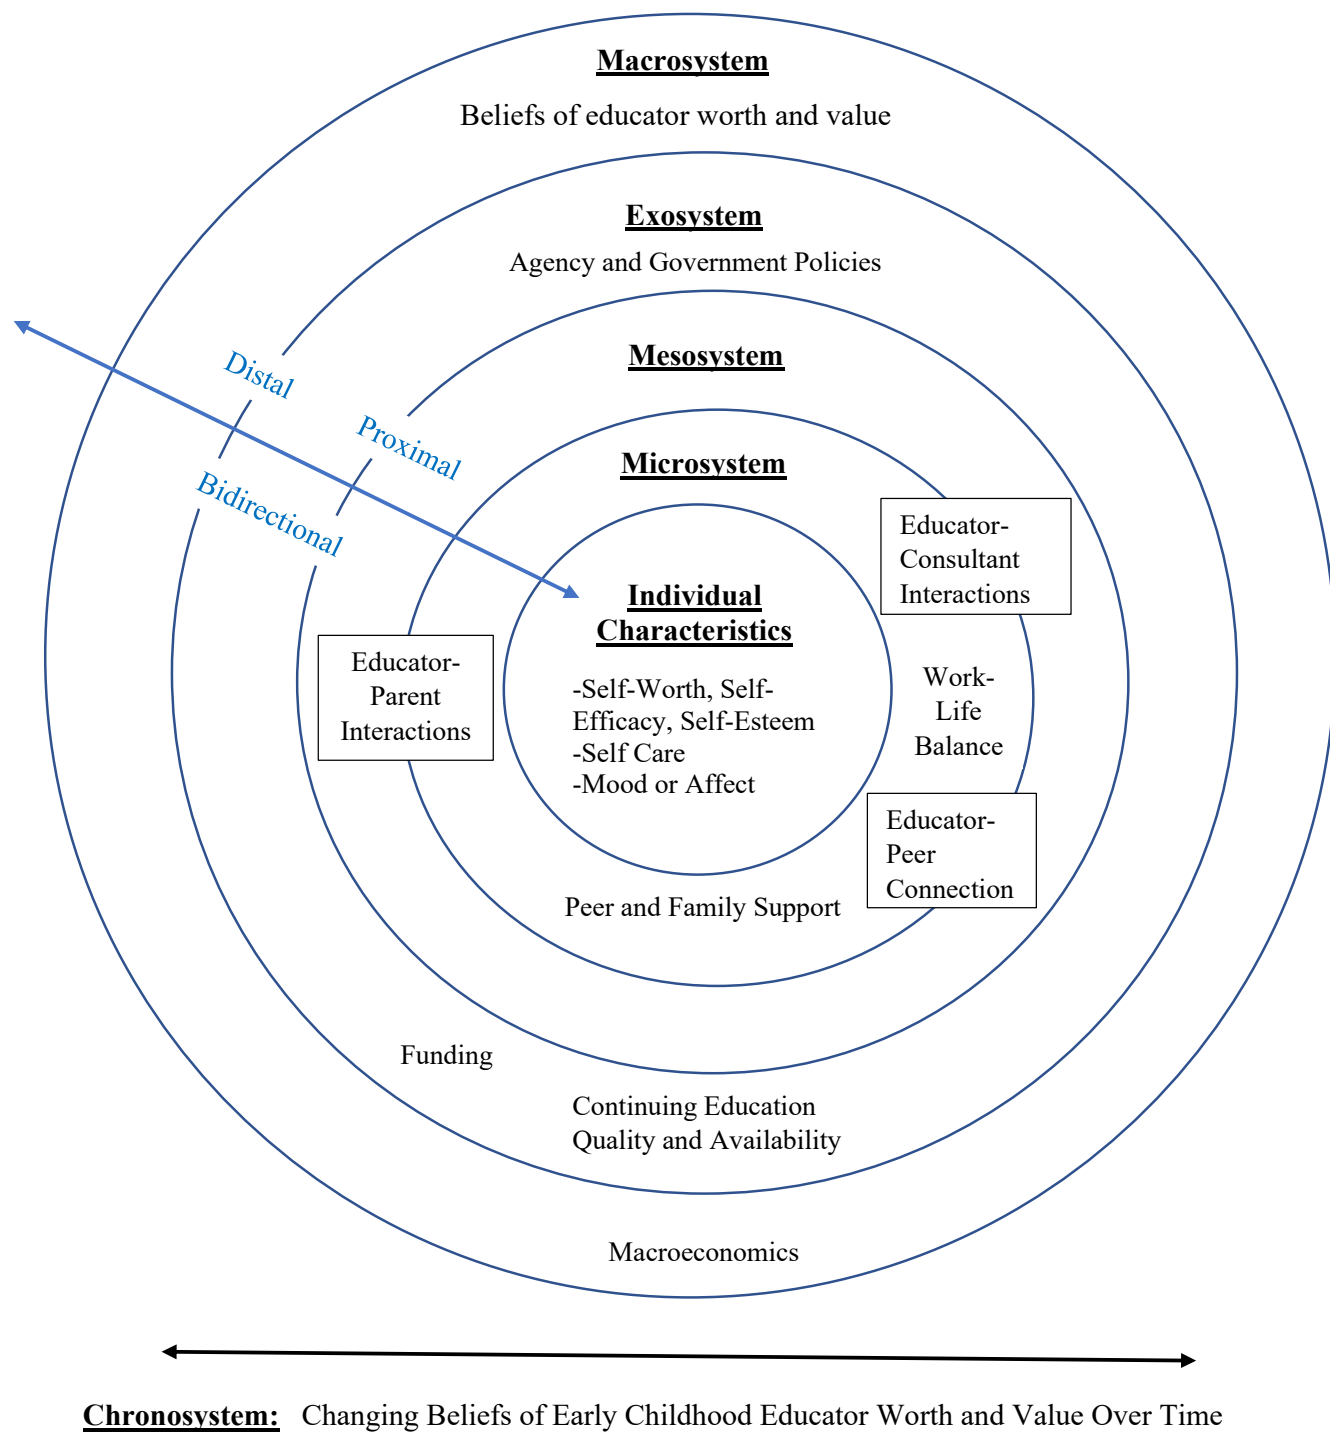 Macrosystem
Beliefs of educator worth and value
Exosystem
Agency and Government Policies
Mesosystem
Distal
Proximal
Bidirectional
Microsystem
Educator-
Consultant
Interactions
Individual
Characteristics
-Self-Worth, Self-
Efficacy, Self-Esteem
-Self Care
-Mood or Affect
Educator-
Parent
Interactions
Work-
Life
Balance
Educator-
Peer
Connection
Peer and Family Support
Funding
Continuing Education
Quality and Availability
Macroeconomics
Chronosystem: Changing Beliefs of Early Childhood Educator Worth and Value Over Time